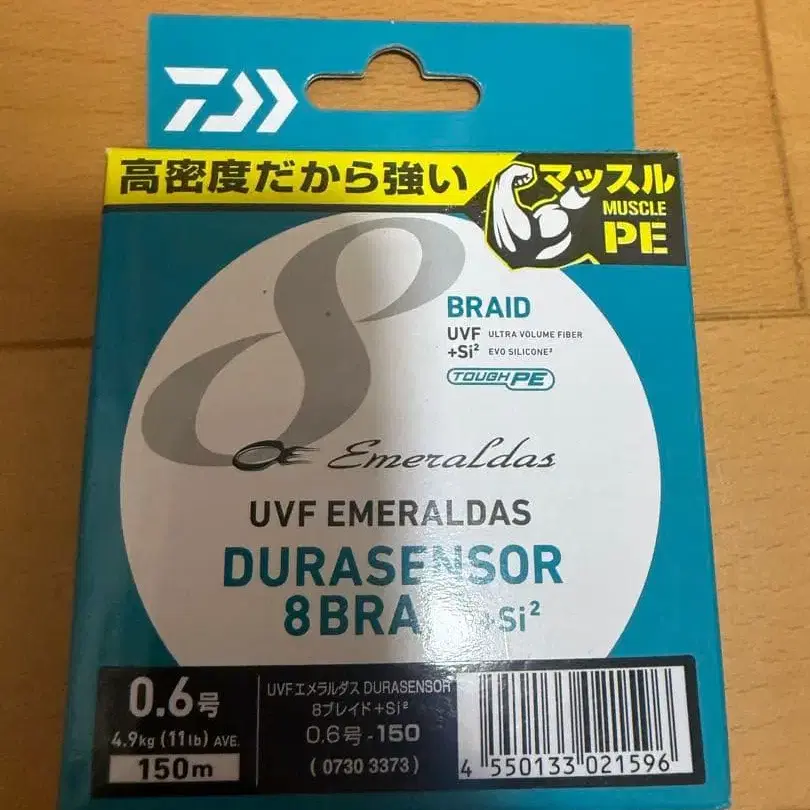 高密度だから強い
マッスル
MUSCLE
PE
8
BRAID
UVF ULTRA VOLUME FIBER
+Si² EVO SILICONE²
TOUGH PE
Emeraldas
UVF EMERALDAS
DURASENSOR
8BRA +Si²
0.6号
4.9kg (11lb) AVE.
150m
UVFエメラルダス DURASENSOR
8ブレイド+Si²
0.6号-150
( 0730 3373 )
4 550133 021596